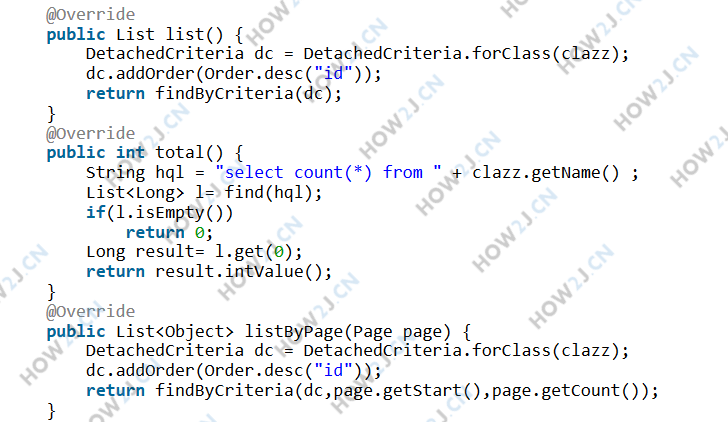 @Override
public List list() {
    DetachedCriteria dc = DetachedCriteria.forClass(clazz);
    dc.addOrder(Order.desc("id"));
    return findByCriteria(dc);
}
@Override
public int total() {
    String hql = "select count(*) from " + clazz.getName() ;
    List<Long> l= find(hql);
    if(l.isEmpty())
        return 0;
    Long result= l.get(0);
    return result.intValue();
}
@Override
public List<Object> listByPage(Page page) {
    DetachedCriteria dc = DetachedCriteria.forClass(clazz);
    dc.addOrder(Order.desc("id"));
    return findByCriteria(dc,page.getStart(),page.getCount());
}
HOW2J.CN
HOW2J.CN
HOW2J.CN
HOW2J.CN
HOW2J.CN
HOW2J.CN
HOW2J.CN
HOW2J.CN
HOW2J.CN
HOW2J.CN
HOW2J.CN